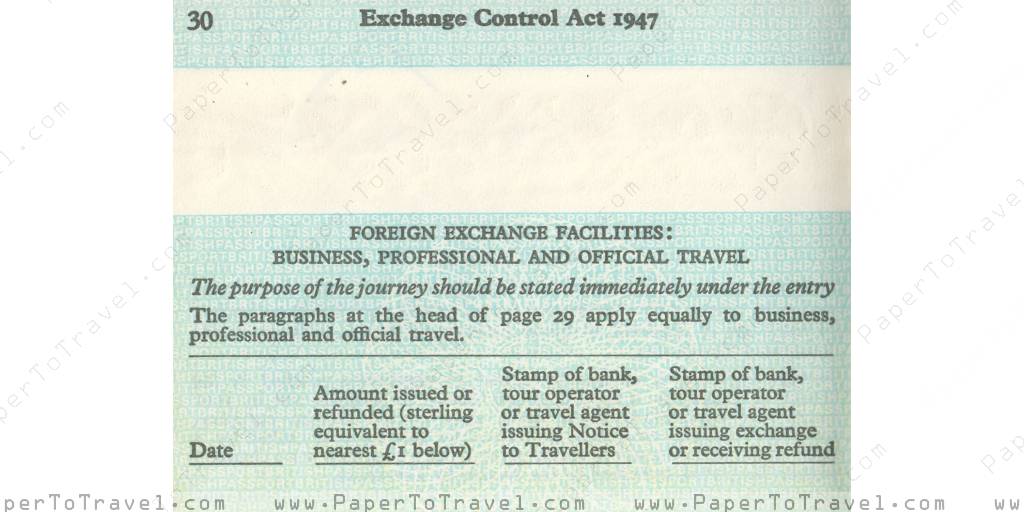 30 Exchange Control Act 1947
FOREIGN EXCHANGE FACILITIES:
BUSINESS, PROFESSIONAL AND OFFICIAL TRAVEL
The purpose of the journey should be stated immediately under the entry
The paragraphs at the head of page 29 apply equally to business,
professional and official travel.
Date
Amount issued or
refunded (sterling
equivalent to
nearest £1 below)
Stamp of bank,
tour operator
or travel agent
issuing Notice
to Travellers
Stamp of bank,
tour operator
or travel agent
issuing exchange
or receiving refund
aperToTravel.com www.PaperToTravel.com www.PaperToTravel.com ww